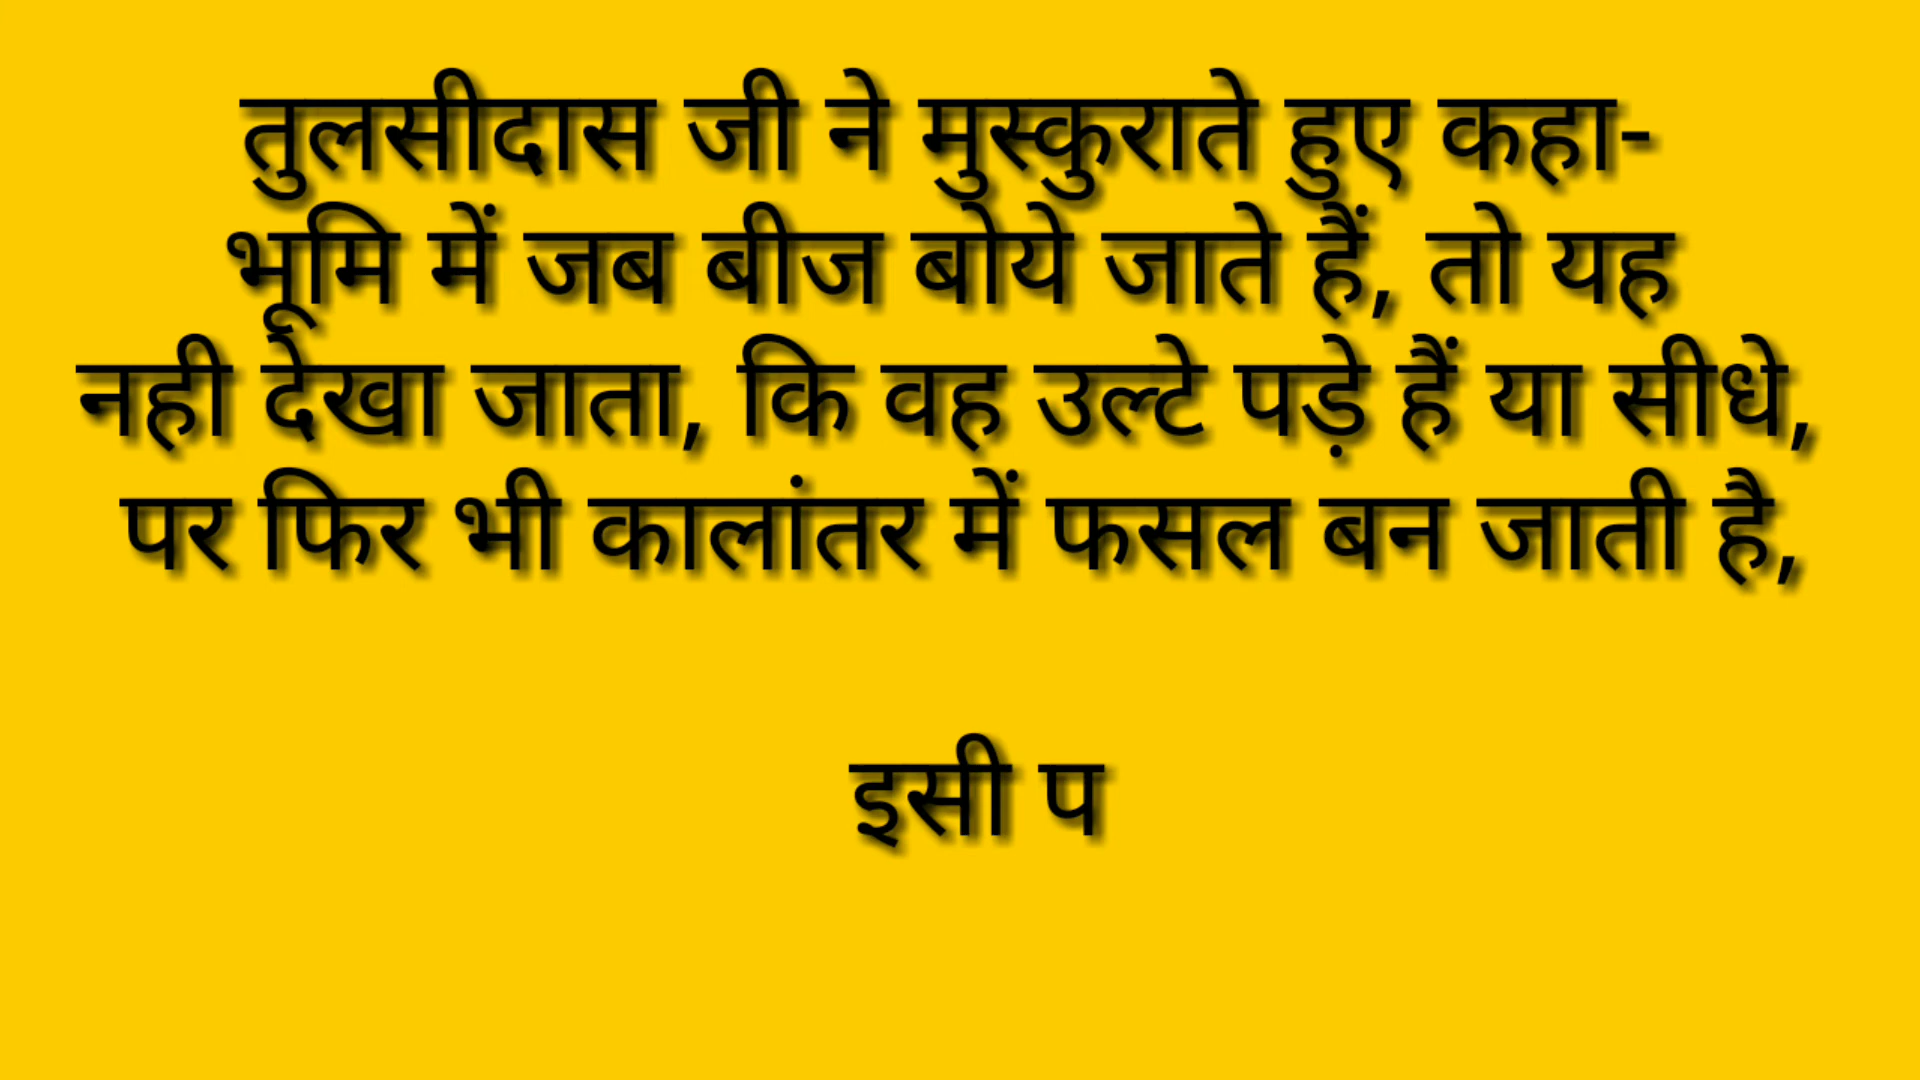 तुलसीदास जी ने मुस्कुराते हुए कहा-
भूमि में जब बीज बोये जाते हैं, तो यह
नही देखा जाता, कि वह उल्टे पड़े हैं या सीधे,
पर फिर भी कालांतर में फसल बन जाती है,
इसी प